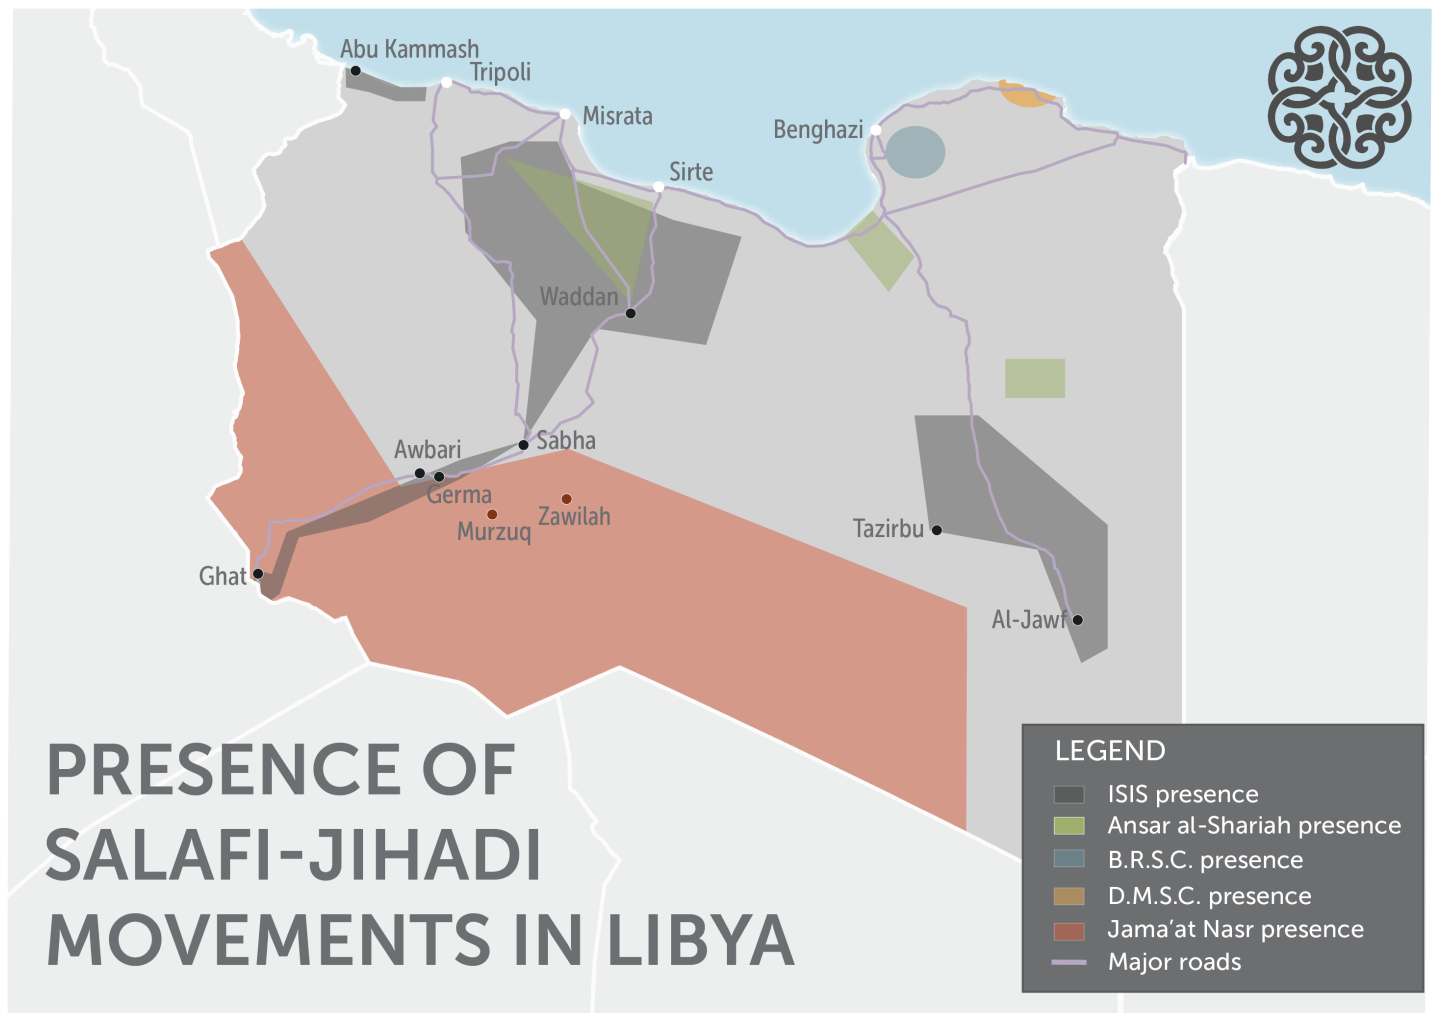 Abu Kammash
Tripoli
Misrata
Benghazi
Sirte
Waddan
Sabha
Awbari
Germa
Zawilah
Murzuq
Tazirbu
Ghat
Al-Jawf
PRESENCE OF
SALAFI-JIHADI
MOVEMENTS IN LIBYA
LEGEND
ISIS presence
Ansar al-Shariah presence
B.R.S.C. presence
D.M.S.C. presence
Jama’at Nasr presence
Major roads